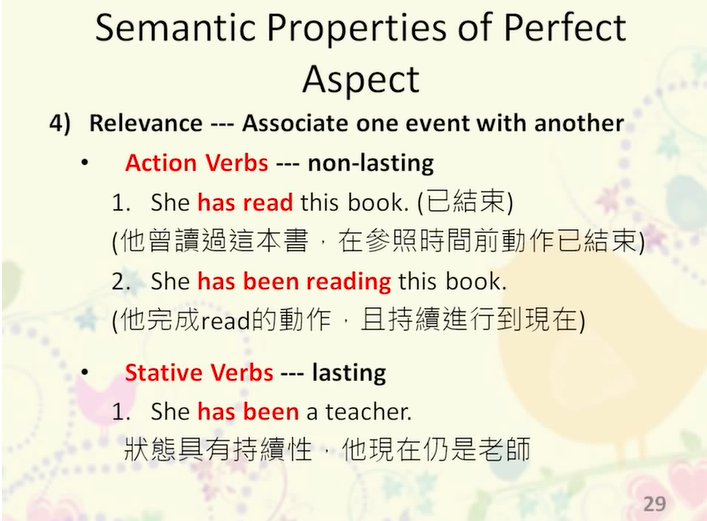 Semantic Properties of Perfect
Aspect
4) Relevance --- Associate one event with another
• Action Verbs --- non-lasting
1. She has read this book. (已結束)
(他曾讀過這本書，在參照時間前動作已結束)
2. She has been reading this book.
(他完成read的動作，且持續進行到現在)
• Stative Verbs --- lasting
1. She has been a teacher.
狀態具有持續性，他現在仍是老師
29